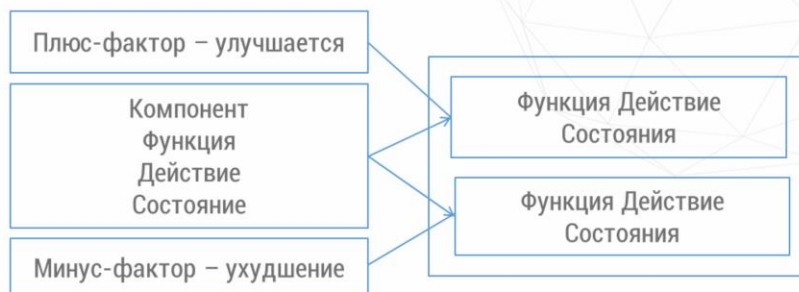 Плюс-фактор – улучшается
Компонент
Функция
Действие
Состояние
Минус-фактор – ухудшение
Функция Действие
Состояния
Функция Действие
Состояния